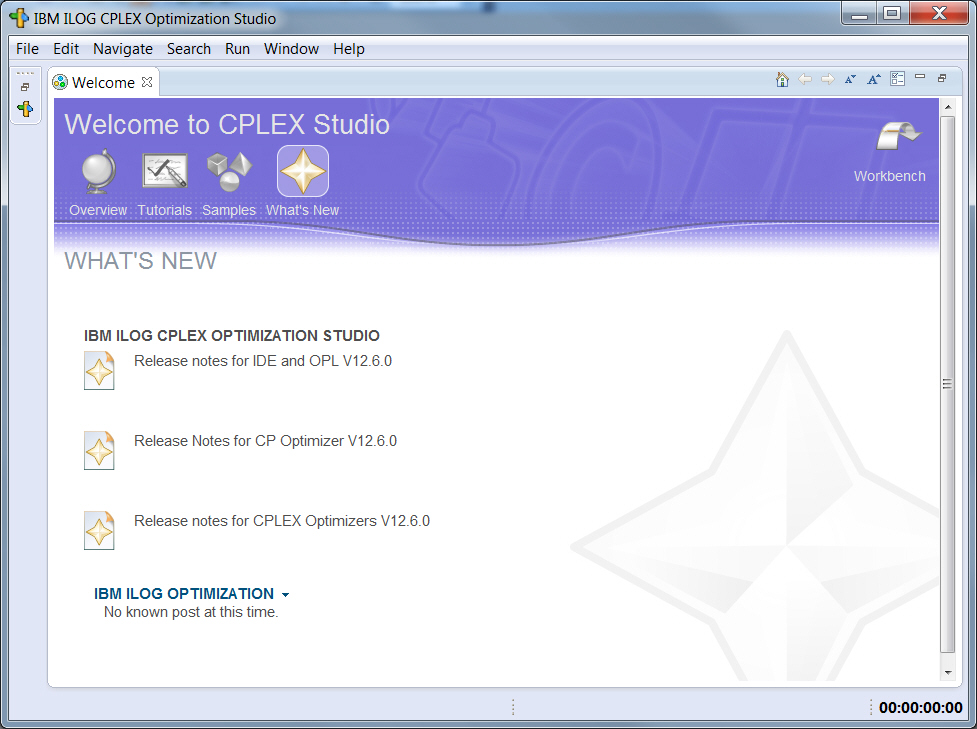 IBM ILOG CPLEX Optimization Studio
File Edit Navigate Search Run Window Help
Welcome
Welcome to CPLEX Studio
Workbench
Overview Tutorials Samples What's New
WHAT'S NEW
IBM ILOG CPLEX OPTIMIZATION STUDIO
Release notes for IDE and OPL V12.6.0
Release Notes for CP Optimizer V12.6.0
Release notes for CPLEX Optimizers V12.6.0
IBM ILOG OPTIMIZATION
No known post at this time.
00:00:00:00